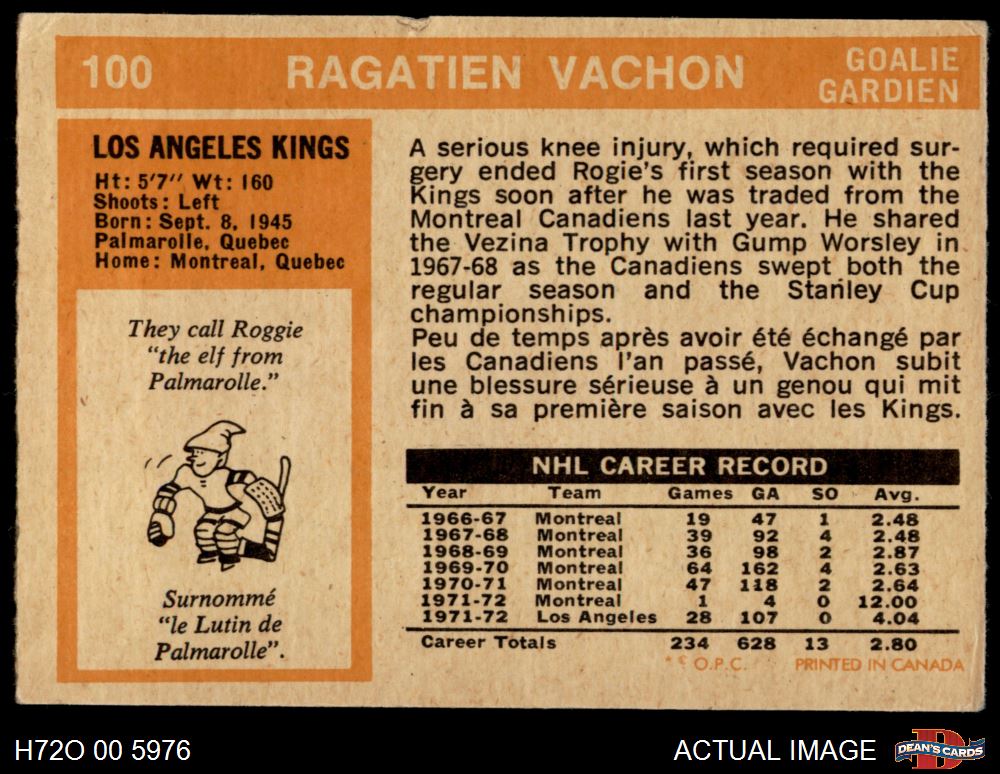 100 RAGATIEN VACHON GOALIE
GARDIEN
LOS ANGELES KINGS
Ht: 5'7" Wt: 160
Shoots: Left
Born: Sept. 8, 1945
Palmarolle, Quebec
Home: Montreal, Quebec
They call Roggie
"the elf from
Palmarolle."
Surnommé
"le Lutin de
Palmarolle".
A serious knee injury, which required sur-
gery ended Rogie's first season with the
Kings soon after he was traded from the
Montreal Canadiens last year. He shared
the Vezina Trophy with Gump Worsley in
1967-68 as the Canadiens swept both the
regular season and the Stanley Cup
championships.
Peu de temps après avoir été échangé par
les Canadiens l'an passé, Vachon subit
une blessure sérieuse à un genou qui mit
fin à sa première saison avec les Kings.
NHL CAREER RECORD
Year Team Games GA SO Avg.
1966-67 Montreal 19 47 1 2.48
1967-68 Montreal 39 92 4 2.48
1968-69 Montreal 36 98 2 2.87
1969-70 Montreal 64 162 4 2.63
1970-71 Montreal 47 118 2 2.64
1971-72 Montreal 1 4 0 12.00
1971-72 Los Angeles 28 107 0 4.04
Career Totals 234 628 13 2.80
* © O.P.C. PRINTED IN CANADA
H72O 00 5976 ACTUAL IMAGE DEAN'S CARDS